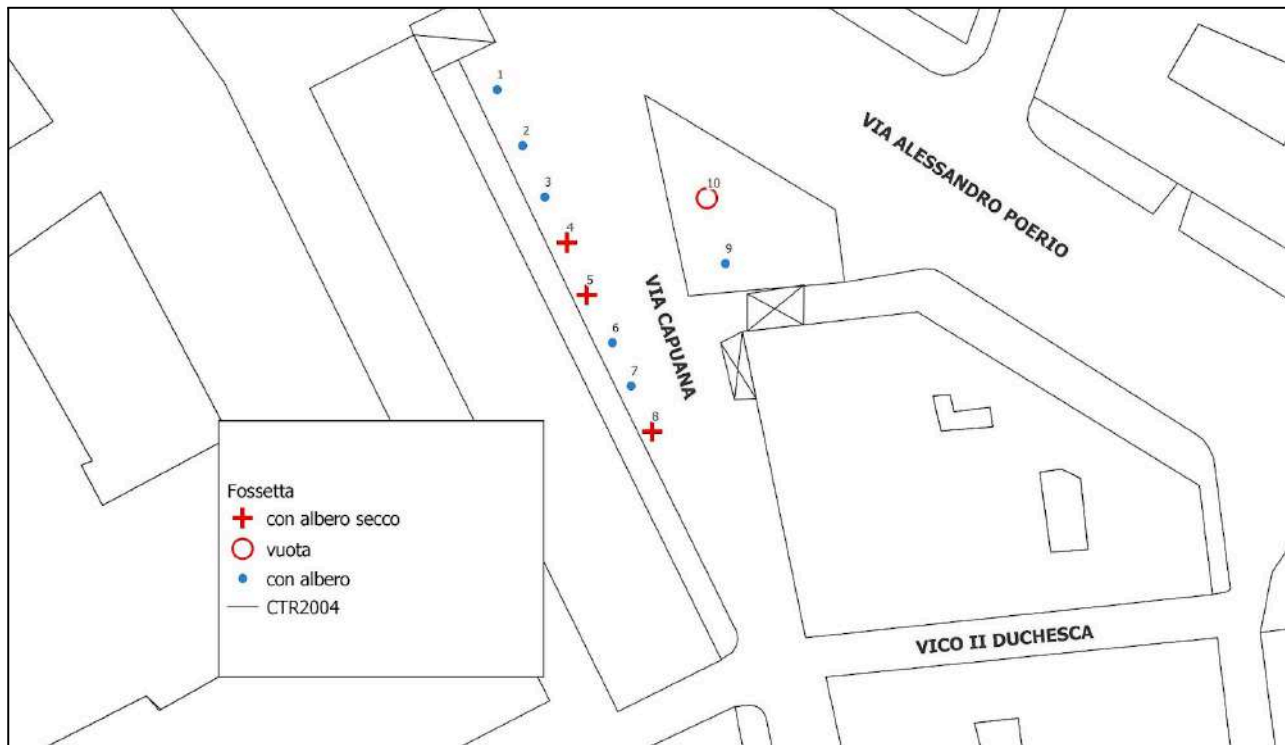 1
2
3
4
5
6
7
8
9
10
VIA ALESSANDRO POERIO
VIA CAPUANA
VICO II DUCHESCA
Fossetta
con albero secco
vuota
con albero
CTR2004